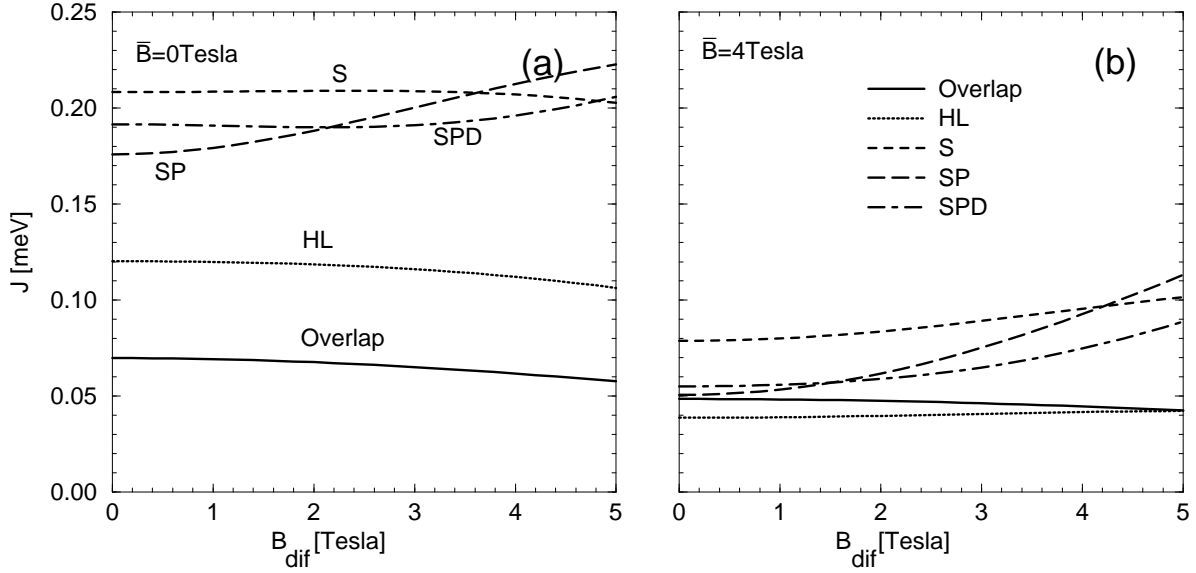 B̄=0Tesla
(a)
S
SPD
SP
HL
Overlap
0.25
0.20
0.15
0.10
0.05
0.00
J [meV]
0 1 2 3 4 5
B_dif [Tesla]
B̄=4Tesla
(b)
Overlap
HL
S
SP
SPD
0 1 2 3 4 5
B_dif [Tesla]